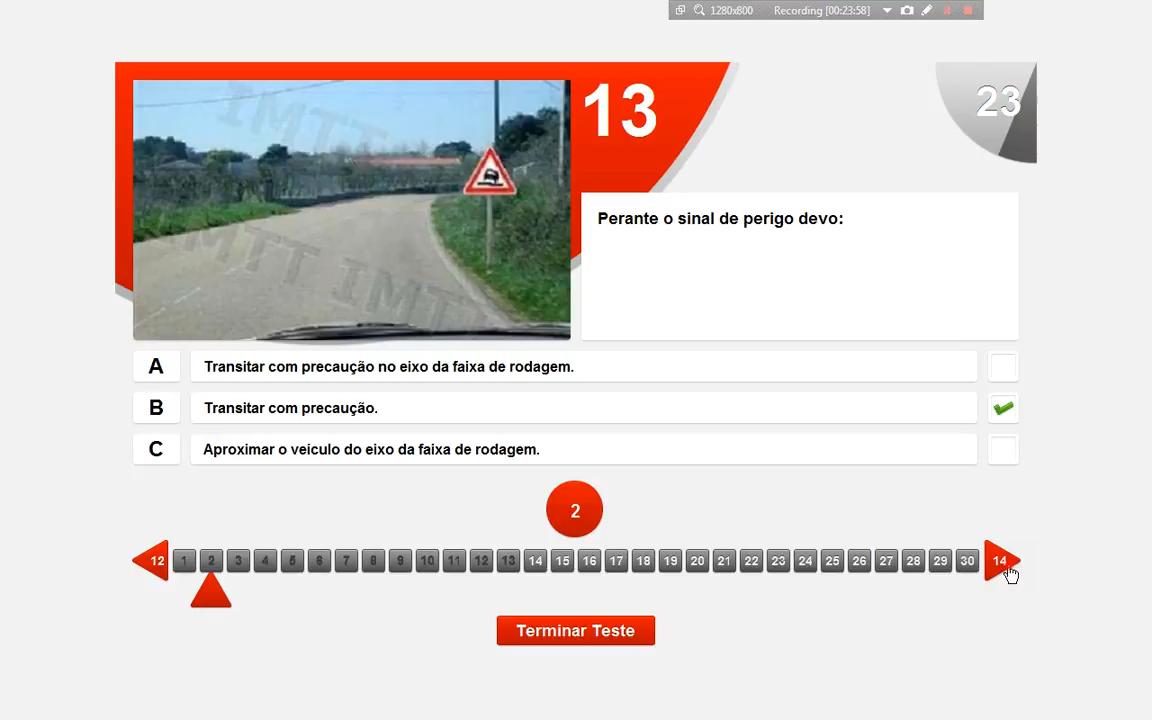 1280x800 Recording [00:23:58]
13
23
IMTT
IMTT IMTT
Perante o sinal de perigo devo:
A Transitar com precaução no eixo da faixa de rodagem.
B Transitar com precaução.
C Aproximar o veículo do eixo da faixa de rodagem.
2
12 1 2 3 4 5 6 7 8 9 10 11 12 13 14 15 16 17 18 19 20 21 22 23 24 25 26 27 28 29 30 14
Terminar Teste